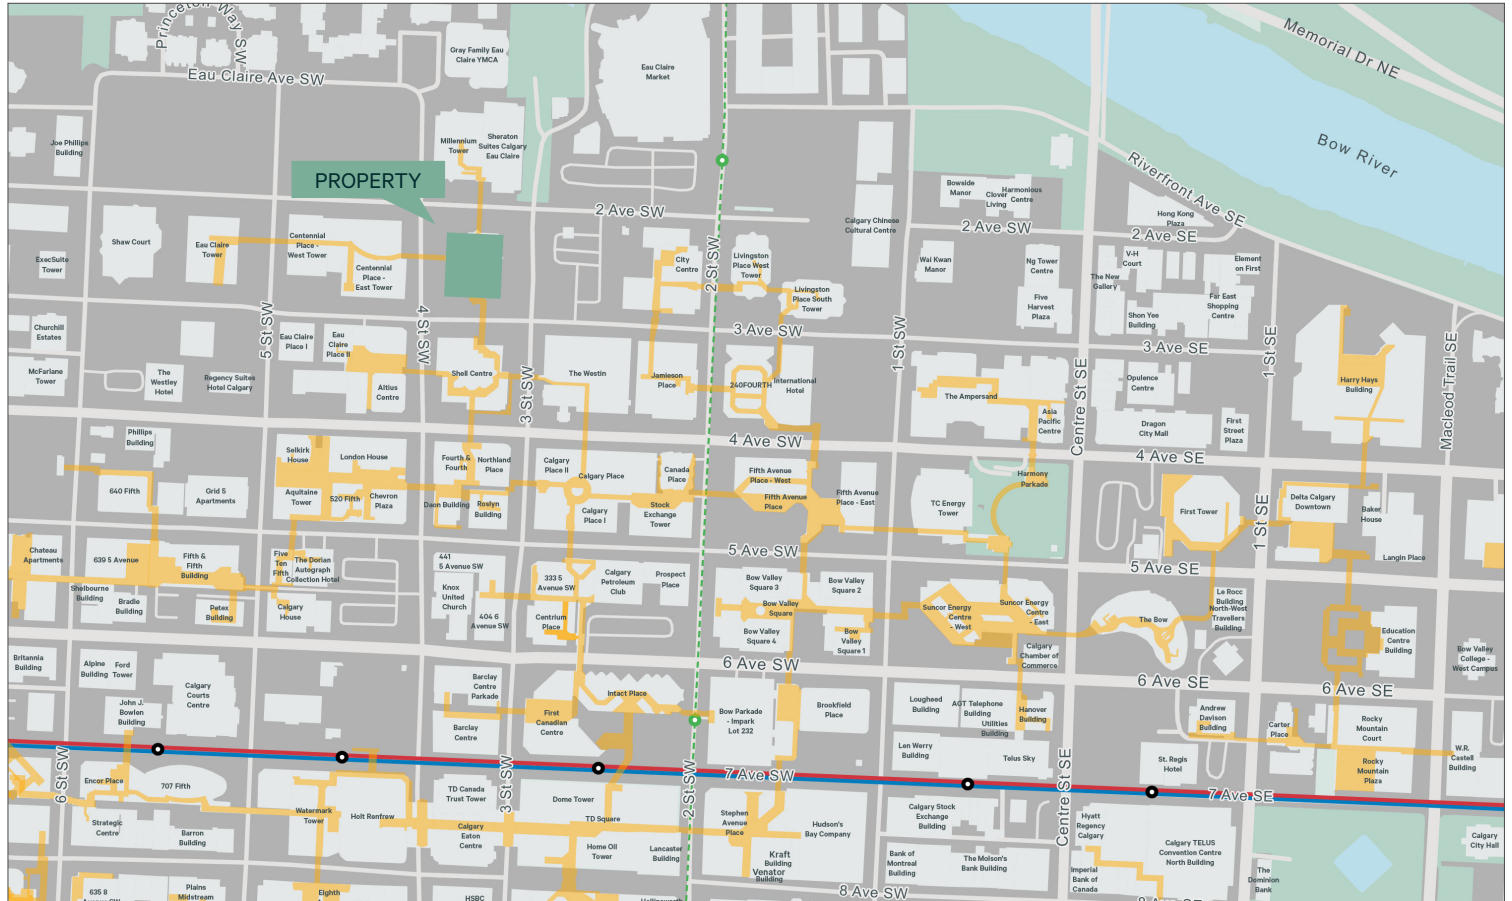 Princeton Way SW
Eau Claire Ave SW
Gray Family Eau
Claire YMCA
Eau Claire
Market
Memorial Dr NE
Bow River
Riverfront Ave SE
Joe Phillips
Building
Millennium
Tower
Sheraton
Suites Calgary
Eau Claire
PROPERTY
2 Ave SW
Bowside
Manor
Clover
Living
Harmonious
Centre
Hong Kong
Plaza
Calgary Chinese
Cultural Centre
2 Ave SW
2 Ave SE
Shaw Court
Eau Claire
Tower
Centennial
Place -
West Tower
Centennial
Place -
East Tower
ExecSuite
Tower
City
Centre
2 St SW
Livingston
Place West
Tower
Livingston
Place South
Tower
Wai Kwan
Manor
Ng Tower
Centre
Five
Harvest
Plaza
V-H
Court
The New
Gallery
Element
on First
Far East
Shopping
Centre
Shon Yee
Building
Churchill
Estates
5 St SW
4 St SW
Eau Claire
Place I
Eau
Claire
Place II
3 Ave SW
1 St SW
3 Ave SE
1 St SE
Macleod Trail SE
McFarlane
Tower
The
Westley
Hotel
Regency Suites
Hotel Calgary
Altius
Centre
Shell Centre
3 St SW
The Westin
Jamieson
Place
240FOURTH
International
Hotel
The Ampersand
Asia
Pacific
Centre
Centre St SE
Opulence
Centre
Dragon
City Mall
First
Street
Plaza
Harry Hays
Building
4 Ave SW
4 Ave SE
Phillips
Building
Selkirk
House
London House
Fourth &
Fourth
Northland
Place
Calgary
Place II
Calgary Place
Canada
Place
Fifth Avenue
Place - West
Fifth Avenue
Place
Fifth Avenue
Place - East
TC Energy
Tower
Harmony
Parkade
First Tower
1 St SE
Delta Calgary
Downtown
Baker
House
Langin Place
640 Fifth
Grid 5
Apartments
Aquitaine
Tower
520 Fifth
Chevron
Plaza
Daon Building
Roslyn
Building
Calgary
Place I
Stock
Exchange
Tower
5 Ave SW
5 Ave SE
Chateau
Apartments
639 5 Avenue
Fifth &
Fifth
Building
Five
Ten
Fifth
The Dorian
Autograph
Collection Hotel
441
5 Avenue SW
Knox
United
Church
404 6
Avenue SW
333 5
Avenue SW
Centrium
Place
Calgary
Petroleum
Club
Prospect
Place
Bow Valley
Square 3
Bow Valley
Square 2
Bow Valley
Square
Bow Valley
Square 4
Bow
Valley
Square 1
Suncor Energy
Centre
- West
Suncor Energy
Centre
- East
Calgary
Chamber of
Commerce
The Bow
Le Rocc
Building
North-West
Travellers
Building
Education
Centre
Building
Bow Valley
College -
West Campus
Shelbourne
Building
Bradie
Building
Petex
Building
Calgary
House
6 Ave SW
6 Ave SE
6 Ave SE
Britannia
Building
Alpine
Building
Ford
Tower
John J.
Bowlen
Building
Calgary
Courts
Centre
Barclay
Centre
Parkade
Barclay
Centre
First
Canadian
Centre
Intact Place
Bow Parkade
- Impark
Lot 232
Brookfield
Place
Lougheed
Building
AGT Telephone
Building
Utilities
Building
Hanover
Building
Len Werry
Building
Telus Sky
Andrew
Davison
Building
Carter
Place
Rocky
Mountain
Court
Rocky
Mountain
Plaza
W.R.
Castell
Building
St. Regis
Hotel
7 Ave SW
7 Ave SE
6 St SW
Encor Place
707 Fifth
Strategic
Centre
Barron
Building
Watermark
Tower
Holt Renfrew
TD Canada
Trust Tower
Calgary
Eaton
Centre
3 St SW
Dome Tower
TD Square
Home Oil
Tower
Lancaster
Building
2 St SW
Stephen
Avenue
Place
Hudson's
Bay Company
Kraft
Building
Venator
Building
Calgary Stock
Exchange
Building
Bank of
Montreal
Building
The Molson's
Bank Building
Centre St SE
Hyatt
Regency
Calgary
Imperial
Bank of
Canada
Calgary TELUS
Convention Centre
North Building
The
Dominion
Bank
Calgary
City Hall
8 Ave SW
635 8
Plains
Midstream
Eighth
HSBC